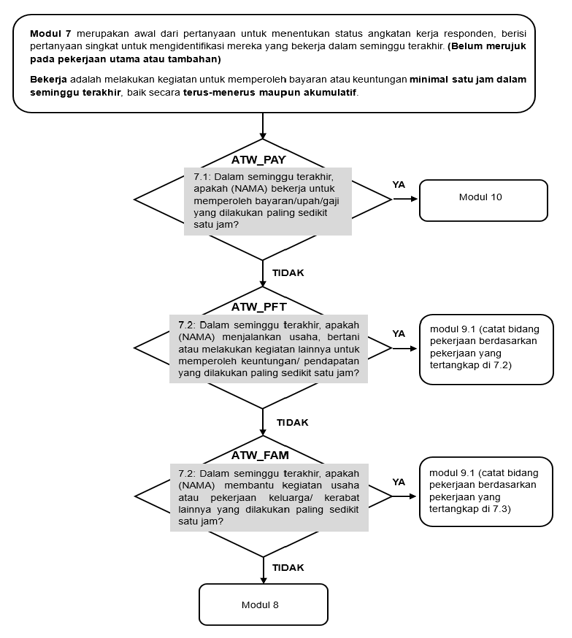 Modul 7 merupakan awal dari pertanyaan untuk menentukan status angkatan kerja responden, berisi
pertanyaan singkat untuk mengidentifikasi mereka yang bekerja dalam seminggu terakhir. (Belum merujuk
pada pekerjaan utama atau tambahan)
Bekerja adalah melakukan kegiatan untuk memperoleh bayaran atau keuntungan minimal satu jam dalam
seminggu terakhir, baik secara terus-menerus maupun akumulatif.
ATW_PAY
7.1: Dalam seminggu terakhir,
apakah (NAMA) bekerja untuk
memperoleh bayaran/upah/gaji
yang dilakukan paling sedikit
satu jam?
YA
Modul 10
TIDAK
ATW_PFT
7.2: Dalam seminggu terakhir, apakah
(NAMA) menjalankan usaha, bertani
atau melakukan kegiatan lainnya untuk
memperoleh keuntungan/ pendapatan
yang dilakukan paling sedikit satu jam?
YA
modul 9.1 (catat bidang
pekerjaan berdasarkan
pekerjaan yang
tertangkap di 7.2)
TIDAK
ATW_FAM
7.2: Dalam seminggu terakhir, apakah
(NAMA) membantu kegiatan usaha
atau pekerjaan keluarga/ kerabat
lainnya yang dilakukan paling sedikit
satu jam?
YA
modul 9.1 (catat bidang
pekerjaan berdasarkan
pekerjaan yang
tertangkap di 7.3)
TIDAK
Modul 8